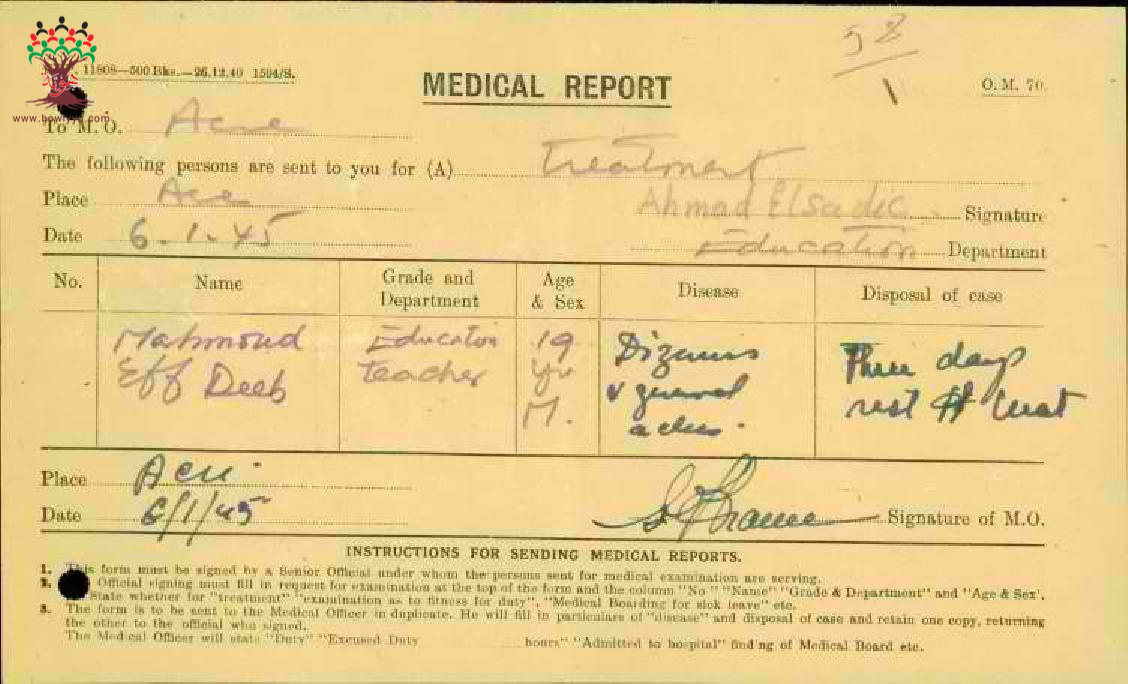 58
1
11808—500 Bks.—26.12.40 1594/S.
MEDICAL REPORT
O. M. 70.
www.howiyya.com
To M. O. Acre
The following persons are sent to you for (A) Treatment
Place Acre
Ahmad Elsadic Signature
Date 6.1.45
Education Department
No. Name Grade and Department Age & Sex Disease Disposal of case
Mahmoud Education 19 Dizziness Three days
Eff Deeb teacher Yrs & general rest & treat
M. aches.
Place Acre
Date 6/1/45
Signature of M.O.
INSTRUCTIONS FOR SENDING MEDICAL REPORTS.
1. This form must be signed by a Senior Official under whom the persons sent for medical examination are serving.
2. Official signing must fill in request for examination at the top of the form and the column "No" "Name" "Grade & Department" and "Age & Sex".
State whether for "treatment" "examination as to fitness for duty", "Medical Boarding for sick leave" etc.
3. The form is to be sent to the Medical Officer in duplicate. He will fill in particulars of "disease" and disposal of case and retain one copy, returning
the other to the official who signed.
The Medical Officer will state "Duty" "Excused Duty hours" "Admitted to hospital" finding of Medical Board etc.